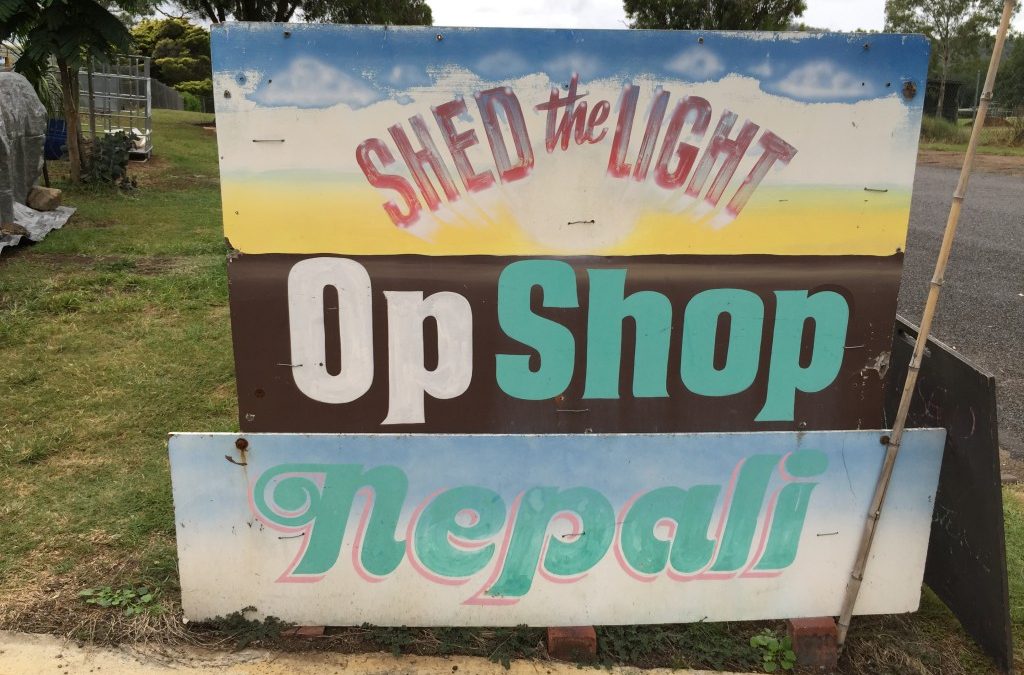 SHED the LIGHT
Op Shop
nepali